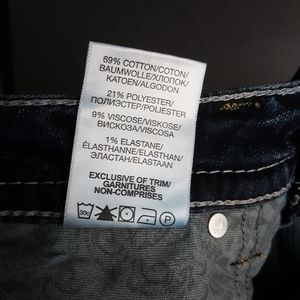 69% COTTON/COTON/
BAUMWOLLE/ХЛОПОК/
KATOEN/ALGODON
21% POLYESTER/
ПОЛИЭСТЕР/POLIESTER
9% VISCOSE/VISKOSE/
ВИСКОЗА/VISCOSA
1% ELASTANE/
ÉLASTHANNE/ELASTHAN/
ЭЛАСТАН/ELASTAAN
EXCLUSIVE OF TRIM/
GARNITURES
NON-COMPRISES
30c P